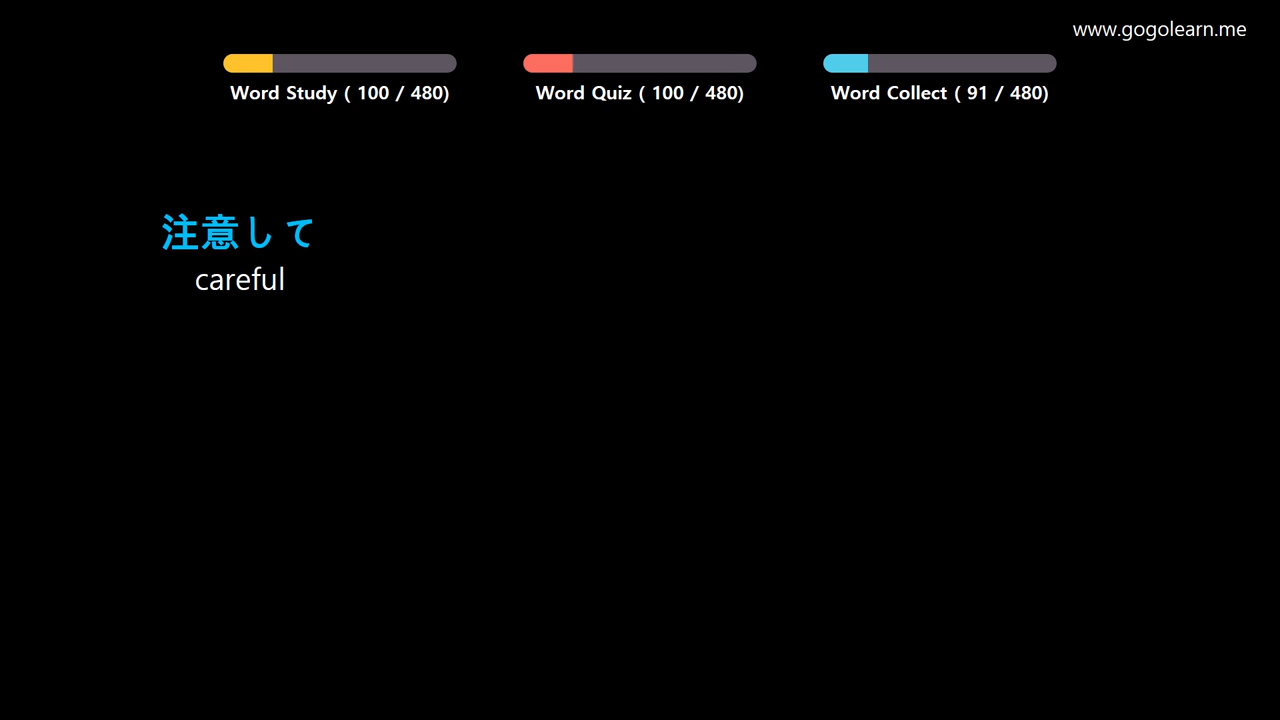 www.gogolearn.me
Word Study ( 100 / 480)
Word Quiz ( 100 / 480)
Word Collect ( 91 / 480)
注意して
careful